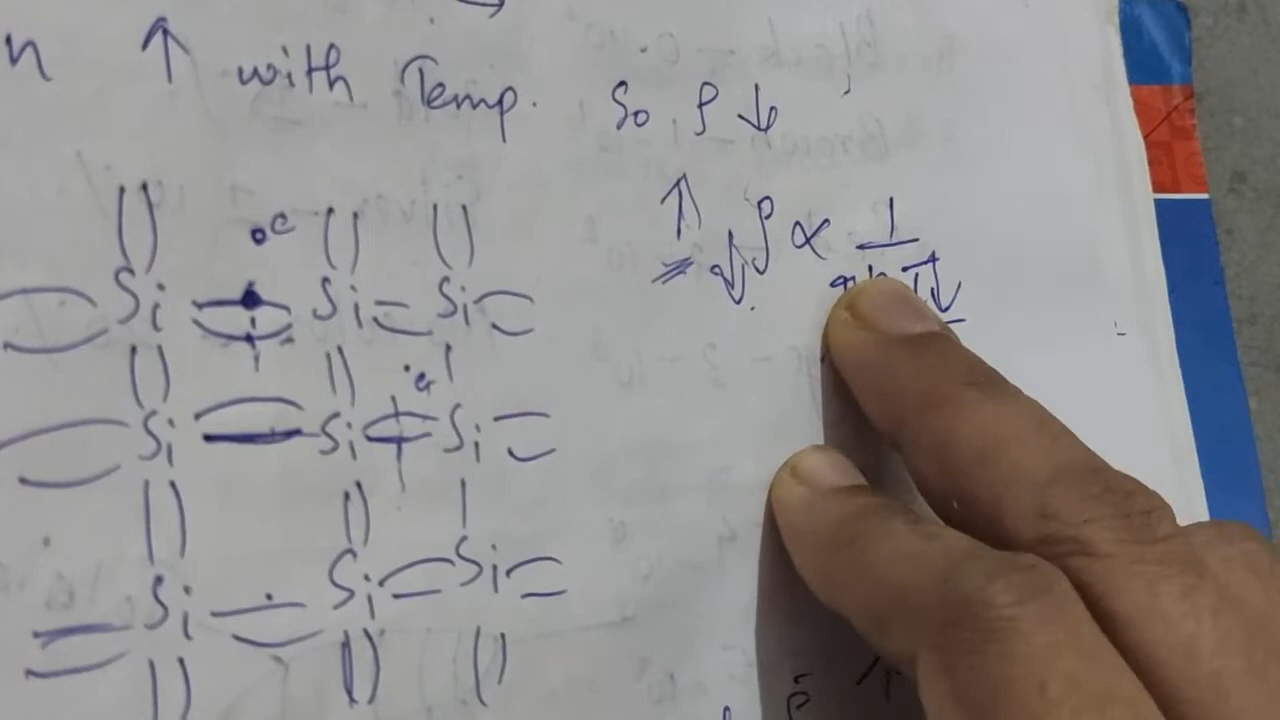 n ↑ with Temp. So ρ ↓
↑ ↓ ρ ∝ 1
e
Si Si Si
e
Si Si Si
Si Si Si